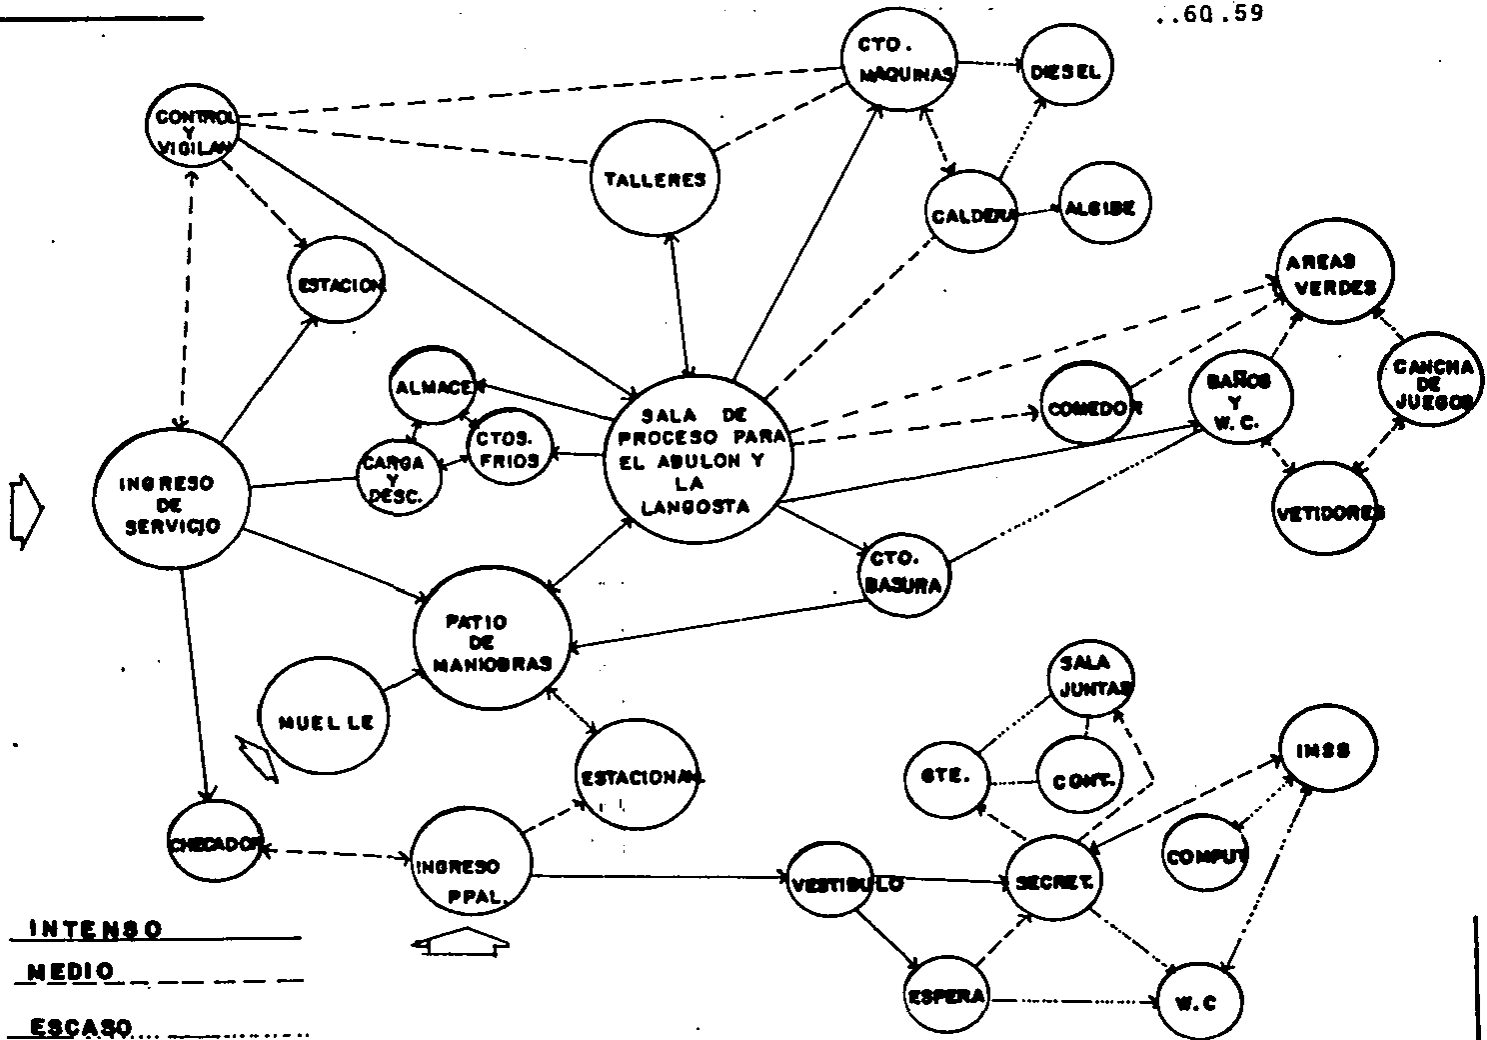 ..60.59
CTO.
MAQUINAS
DIESEL
CONTROL
Y
VIGILAN
TALLERES
CALDERA
ALGIBE
AREAS
VERDES
ESTACION.
ALMACEN
CTOS.
FRIOS
CARGA
Y
DESC.
SALA DE
PROCESO PARA
EL ABULON Y
LA
LANGOSTA
COMEDOR
BAÑOS
Y
W.C.
CANCHA
DE
JUEGOS
VETIDORES
INGRESO
DE
SERVICIO
CTO.
BASURA
PATIO
DE
MANIOBRAS
MUELLE
ESTACIONAN.
SALA
JUNTAS
GTE.
CONT.
IMSS
COMPUT
CHECADOR
INGRESO
PPAL.
VESTIBULO
SECRET.
ESPERA
W.C
INTENSO
MEDIO
ESCASO